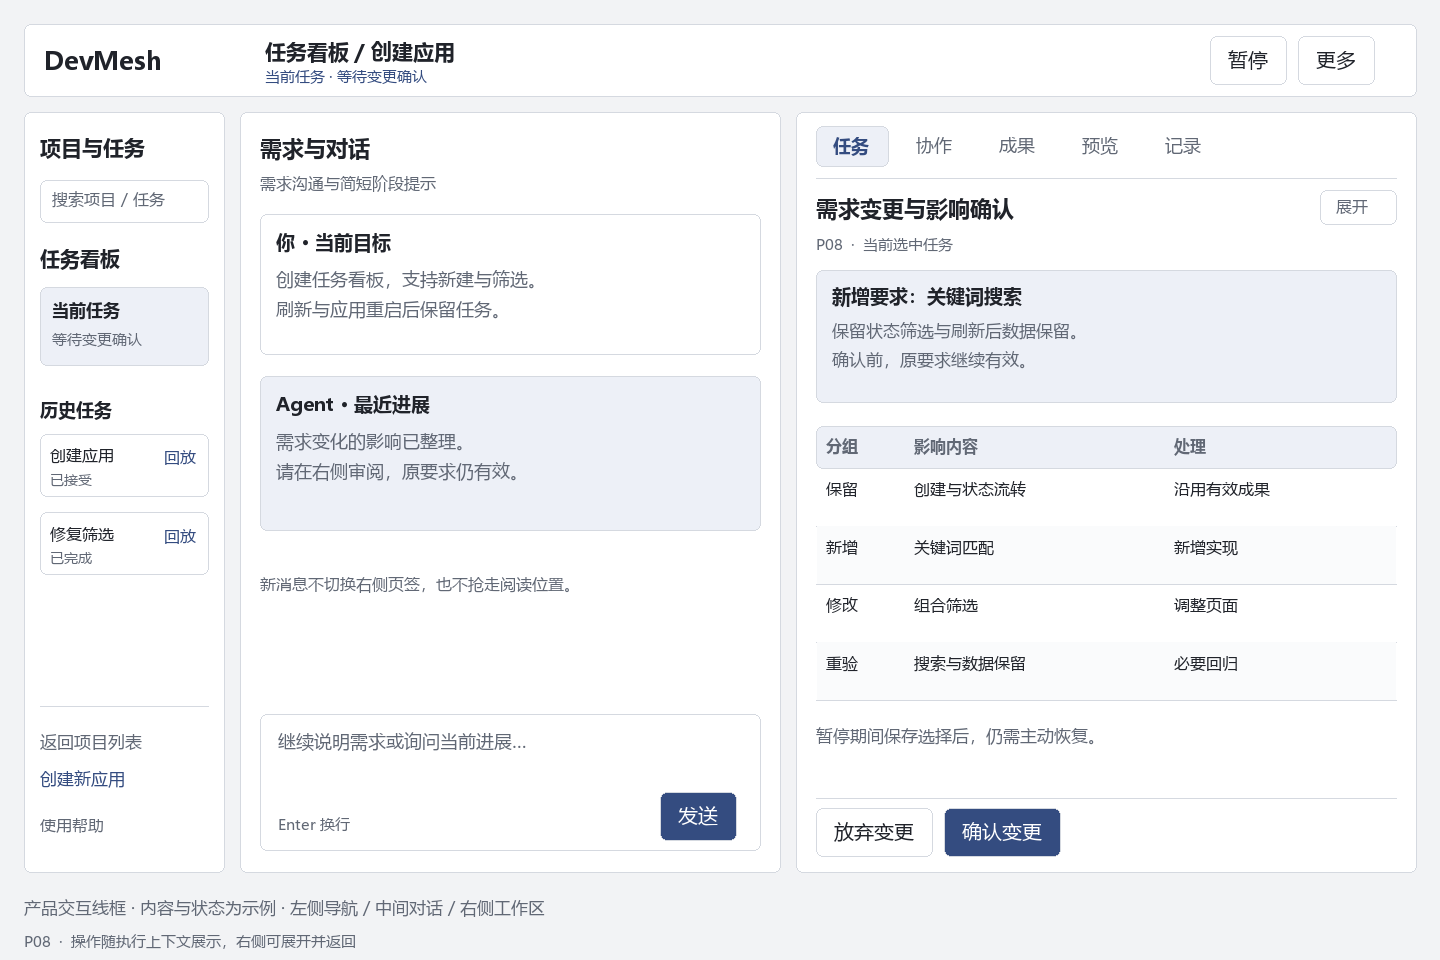 DevMesh
任务看板 / 创建应用
当前任务 · 等待变更确认
暂停
更多
项目与任务
搜索项目 / 任务
任务看板
当前任务
等待变更确认
历史任务
创建应用
回放
已接受
修复筛选
回放
已完成
返回项目列表
创建新应用
使用帮助
需求与对话
需求沟通与简短阶段提示
你 · 当前目标
创建任务看板，支持新建与筛选。
刷新与应用重启后保留任务。
Agent · 最近进展
需求变化的影响已整理。
请在右侧审阅，原要求仍有效。
新消息不切换右侧页签，也不抢走阅读位置。
继续说明需求或询问当前进展...
Enter 换行
发送
任务 协作 成果 预览 记录
需求变更与影响确认
展开
P08 · 当前选中任务
新增要求：关键词搜索
保留状态筛选与刷新后数据保留。
确认前，原要求继续有效。
分组 影响内容 处理
保留 创建与状态流转 沿用有效成果
新增 关键词匹配 新增实现
修改 组合筛选 调整页面
重验 搜索与数据保留 必要回归
暂停期间保存选择后，仍需主动恢复。
放弃变更
确认变更
产品交互线框 · 内容与状态为示例 · 左侧导航 / 中间对话 / 右侧工作区
P08 · 操作随执行上下文展示，右侧可展开并返回